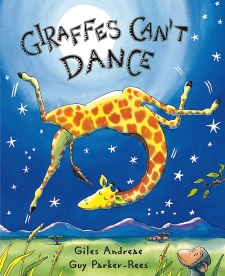 GIRAFFES CAN'T
DANCE
Giles Andreae
Guy Parker-Rees